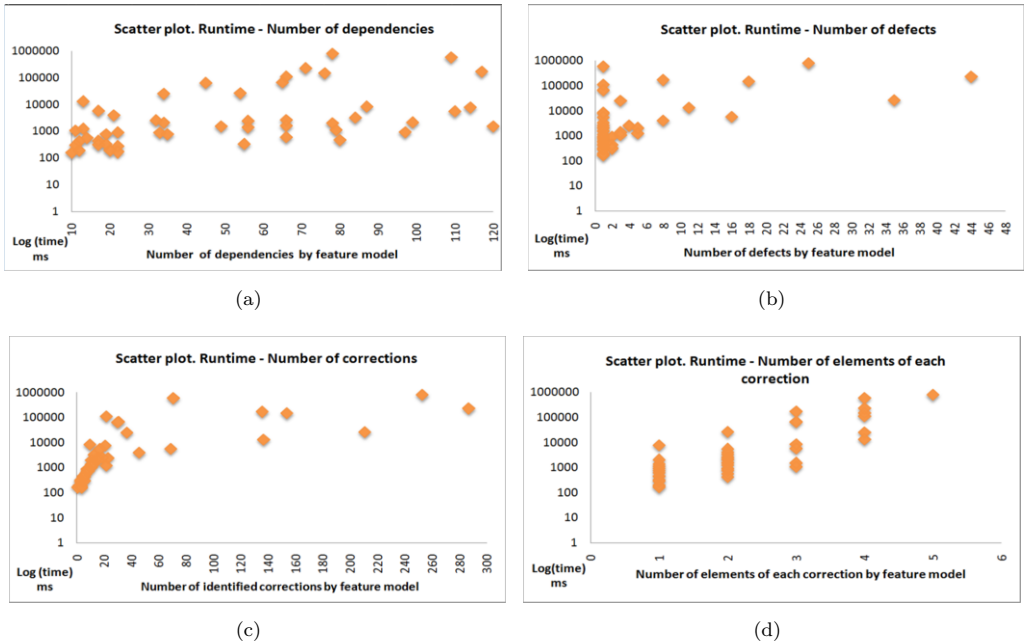 Scatter plot. Runtime - Number of dependencies
1000000
100000
10000
1000
100
10
1
10 20 30 40 50 60 70 80 90 100 110 120
Log (time)
ms
Number of dependencies by feature model
(a)
Scatter plot. Runtime - Number of defects
1000000
100000
10000
1000
100
10
1
0 2 4 6 8 10 12 14 16 18 20 22 24 26 28 30 32 34 36 38 40 42 44 46 48
Log(time)
ms
Number of defects by feature model
(b)
Scatter plot. Runtime - Number of corrections
1000000
100000
10000
1000
100
10
1
0 20 40 60 80 100 120 140 160 180 200 220 240 260 280 300
Log (time)
ms
Number of identified corrections by feature model
(c)
Scatter plot. Runtime - Number of elements of each
correction
1000000
100000
10000
1000
100
10
1
0 1 2 3 4 5 6
Log(time)
ms
Number of elements of each correction by feature model
(d)